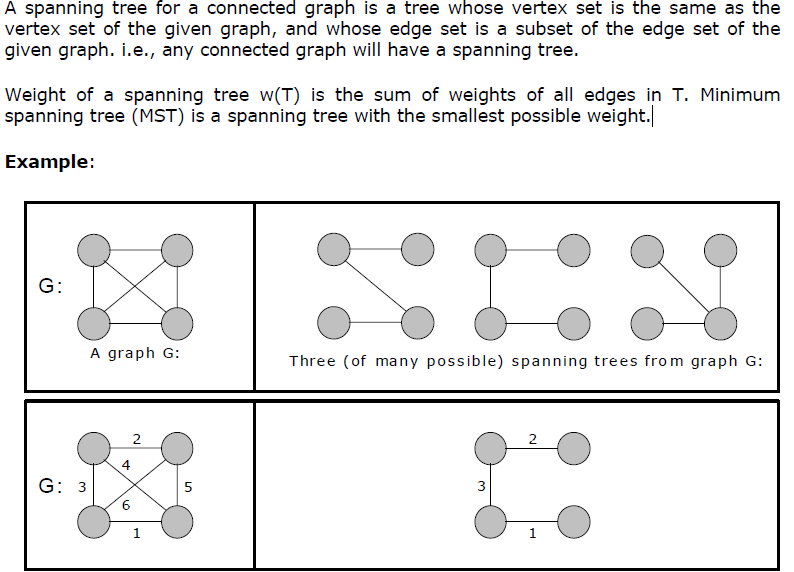 A spanning tree for a connected graph is a tree whose vertex set is the same as the
vertex set of the given graph, and whose edge set is a subset of the edge set of the
given graph. i.e., any connected graph will have a spanning tree.
Weight of a spanning tree w(T) is the sum of weights of all edges in T. Minimum
spanning tree (MST) is a spanning tree with the smallest possible weight.
Example:
G:
A graph G:
Three (of many possible) spanning trees from graph G:
2
4
G: 3
5
6
1
2
3
1